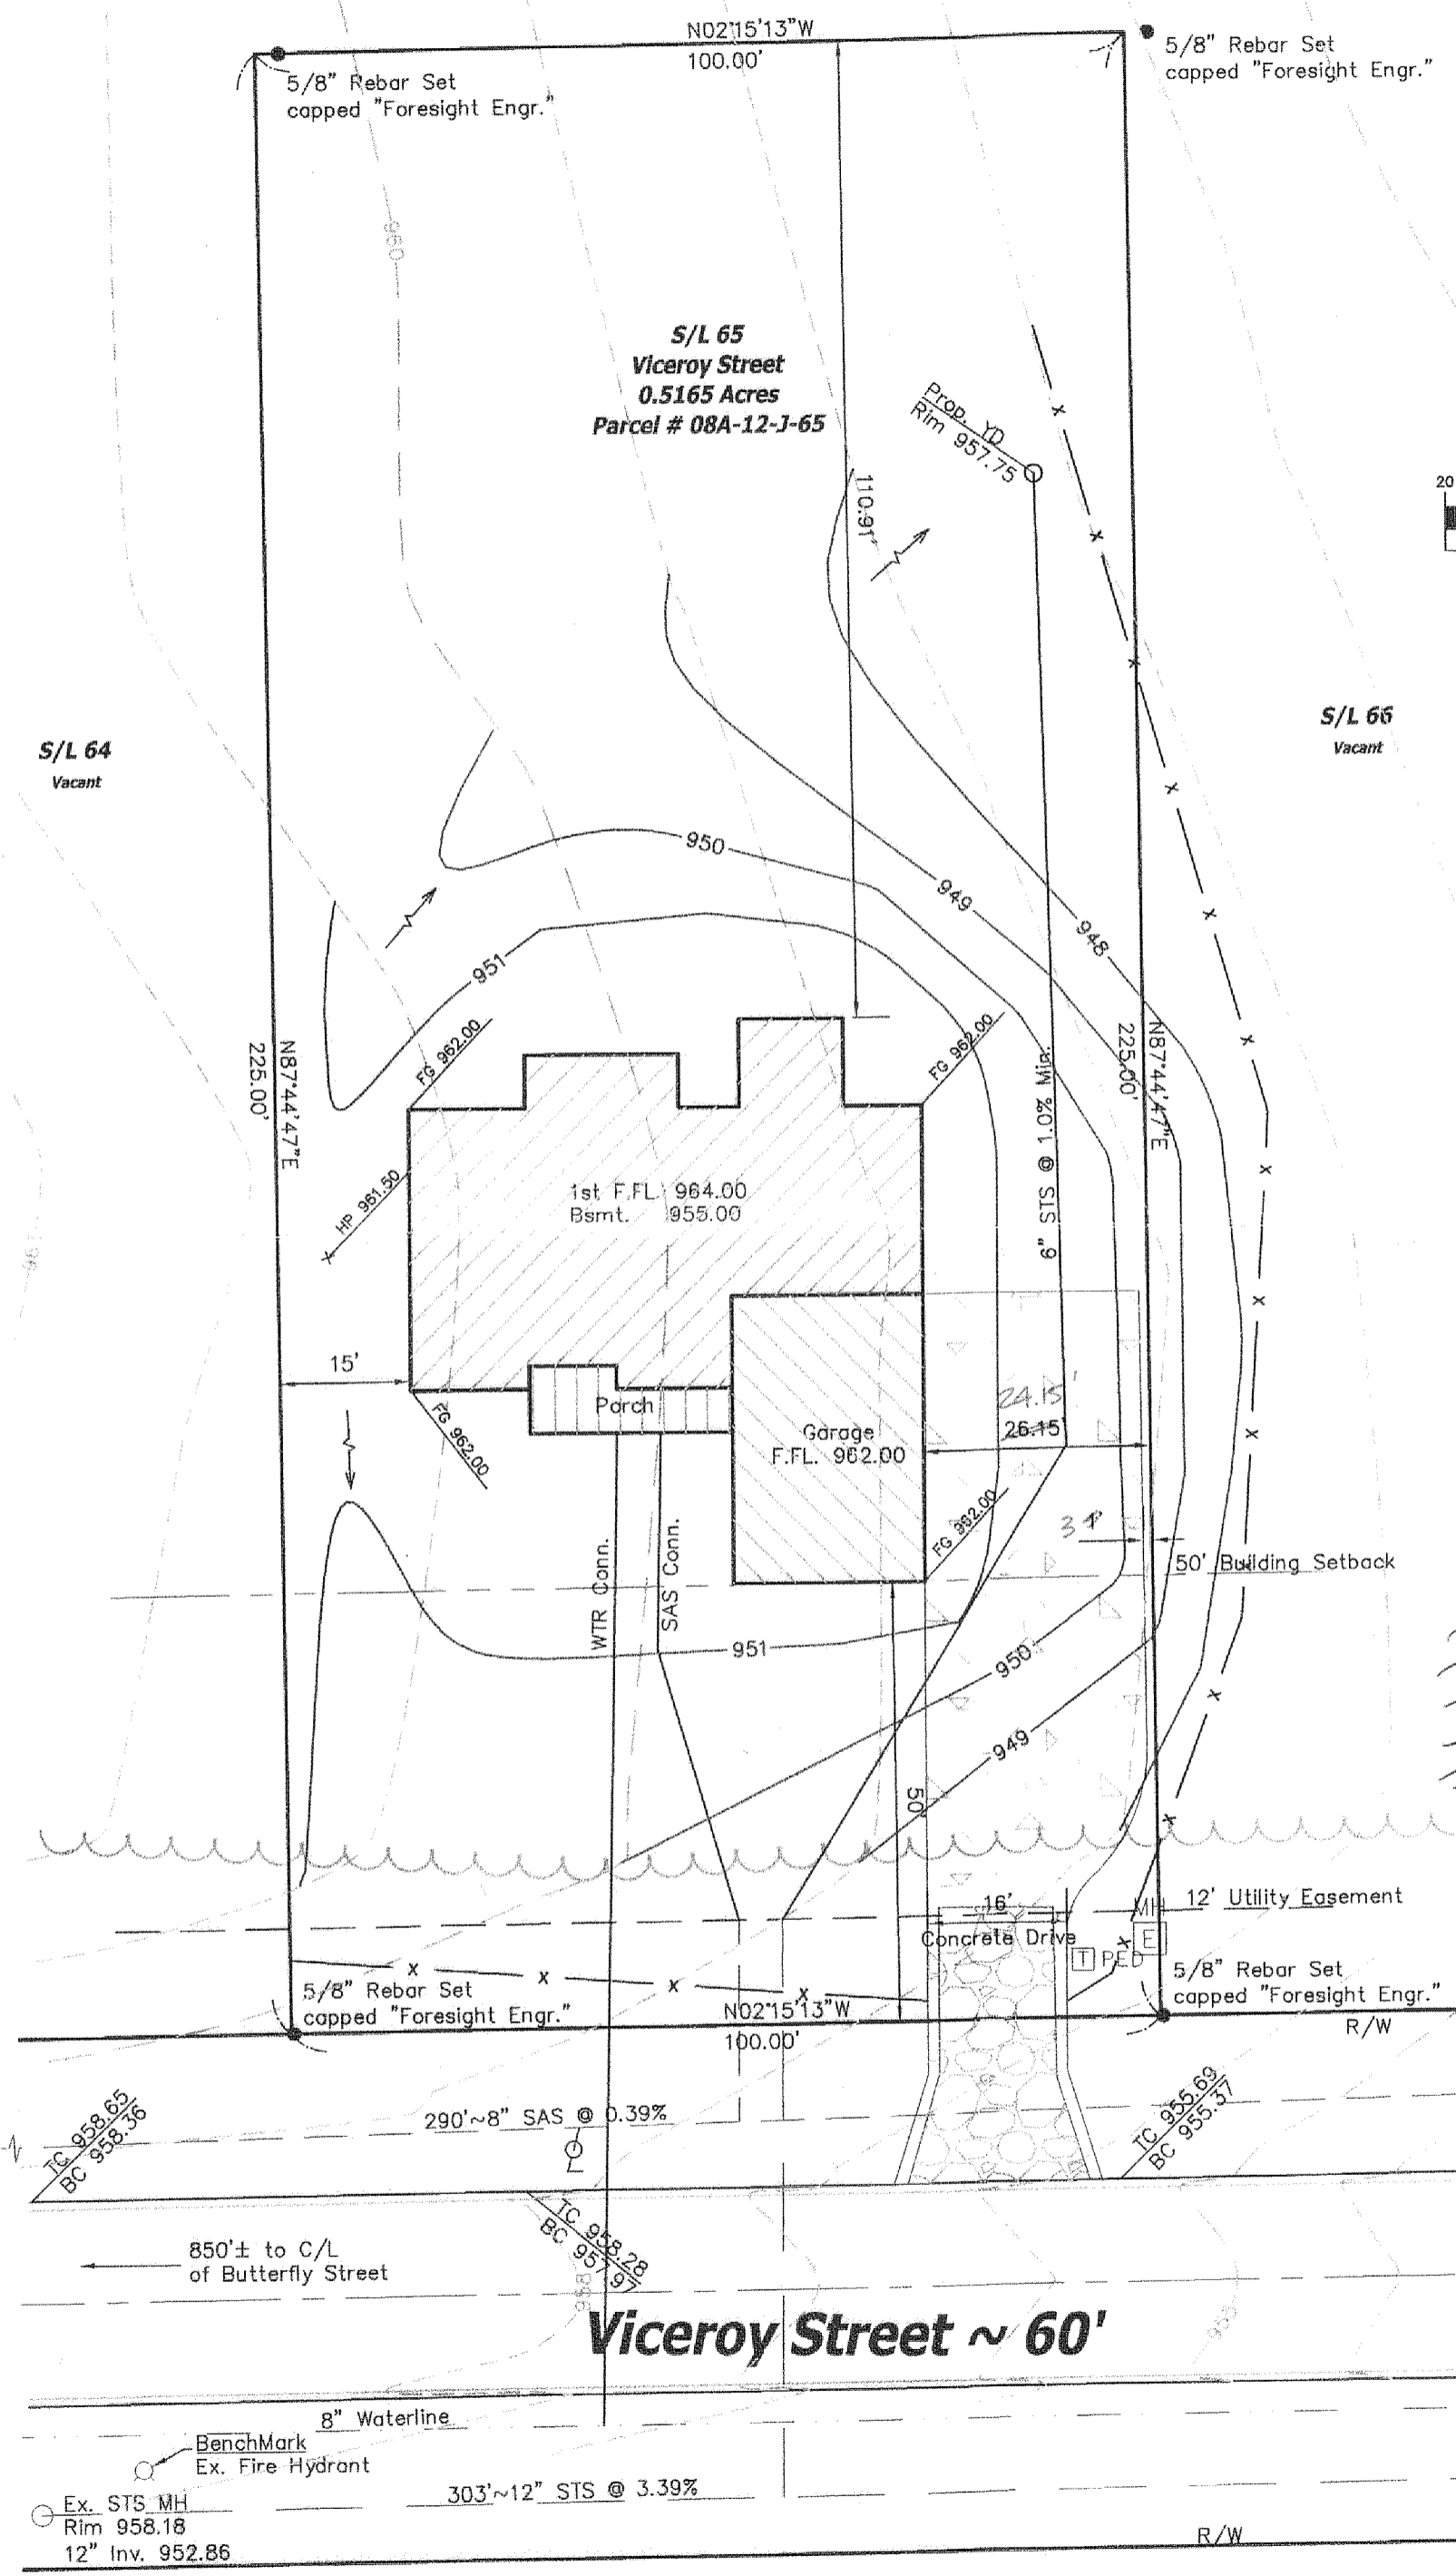 N02°15'13"W
100.00'
5/8" Rebar Set
capped "Foresight Engr."
5/8" Rebar Set
capped "Foresight Engr."
960
S/L 65
Viceroy Street
0.5165 Acres
Parcel # 08A-12-J-65
Prop. YD
Rim 957.75
110.91'
20
S/L 64
Vacant
S/L 66
Vacant
950
949
948
951
FG 962.00
FG 962.00
N87°44'47"E
225.00'
N87°44'47"E
225.00'
6" STS @ 1.0% Min.
HP 961.50
1st F.FL. 964.00
Bsmt. 955.00
15'
Porch
FG 962.00
Garage
F.FL. 962.00
24.15'
26.15'
FG 962.00
3'
50' Building Setback
WTR Conn.
SAS Conn.
951
950
949
50'
16'
Concrete Drive
MH
E
T PED
12' Utility Easement
5/8" Rebar Set
capped "Foresight Engr."
N02°15'13"W
100.00'
5/8" Rebar Set
capped "Foresight Engr."
R/W
TC 958.65
BC 958.36
290'~8" SAS @ 0.39%
TC 955.69
BC 955.37
TC 958.28
BC 957.97
958
850'± to C/L
of Butterfly Street
Viceroy Street ~ 60'
8" Waterline
BenchMark
Ex. Fire Hydrant
303'~12" STS @ 3.39%
Ex. STS MH
Rim 958.18
12" Inv. 952.86
R/W